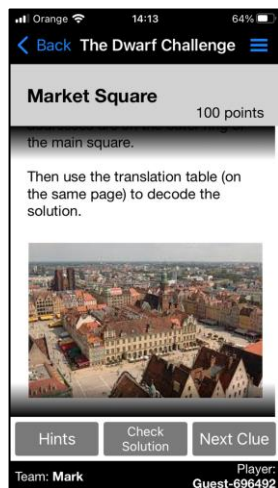 Orange 14:13 64%
Back The Dwarf Challenge
Market Square
100 points
the main square.
Then use the translation table (on
the same page) to decode the
solution.
Hints
Check
Solution
Next Clue
Team: Mark
Player:
Guest-696492